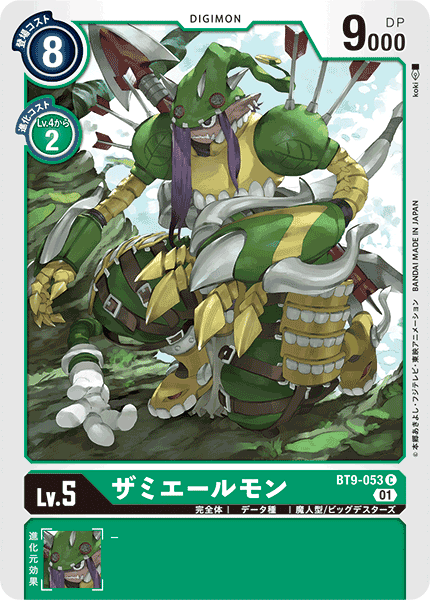 登場コスト
8
DIGIMON
DP
9000
進化コスト
Lv.4から
2
koki
© 本郷あきよし・フジテレビ・東映アニメーション BANDAI MADE IN JAPAN
Lv.5
ザミエールモン
BT9-053 C
01
完全体 | データ種 | 魔人型/ビッグデスターズ
進化元効果
–